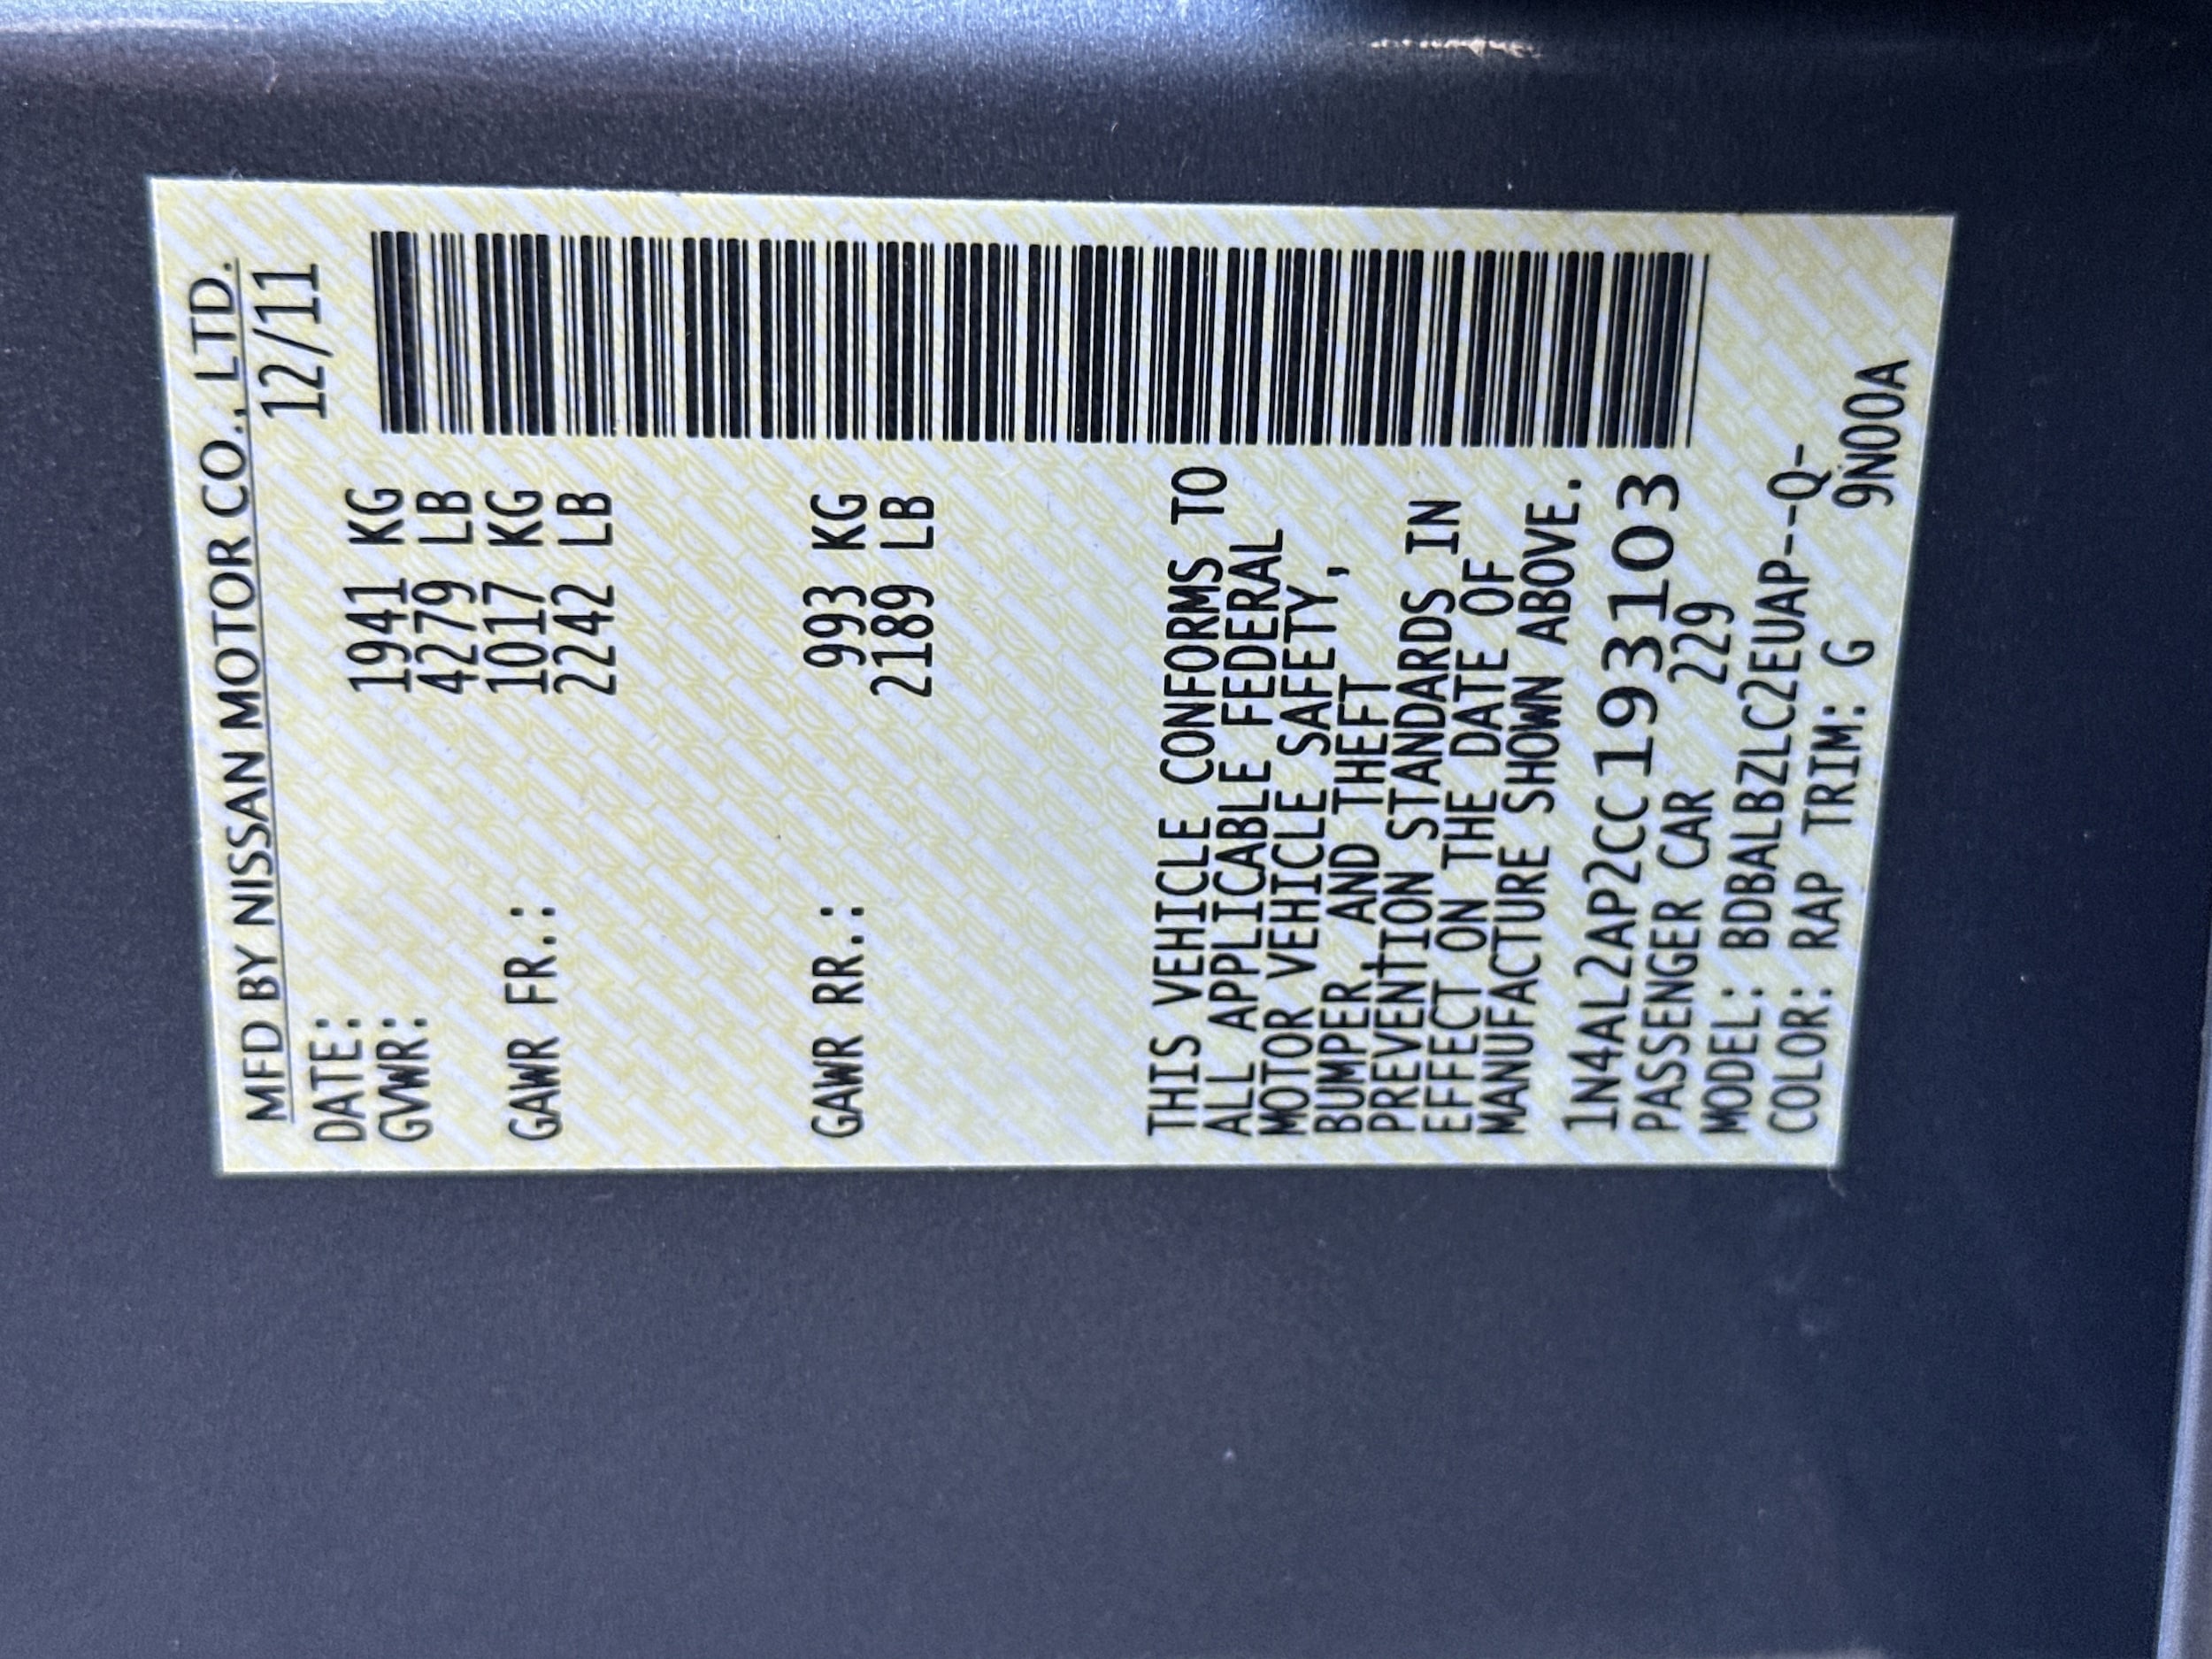 MFD BY NISSAN MOTOR CO., LTD.
DATE: 12/11
GVWR: 1941 KG
4279 LB
GAWR FR.: 1017 KG
2242 LB
GAWR RR.: 993 KG
2189 LB
THIS VEHICLE CONFORMS TO
ALL APPLICABLE FEDERAL
MOTOR VEHICLE SAFETY,
BUMPER, AND THEFT
PREVENTION STANDARDS IN
EFFECT ON THE DATE OF
MANUFACTURE SHOWN ABOVE.
1N4AL2AP2CC193103
PASSENGER CAR 229
MODEL: BDBALBZLC2EUAP---Q-
COLOR: RAP TRIM: G 9N00A